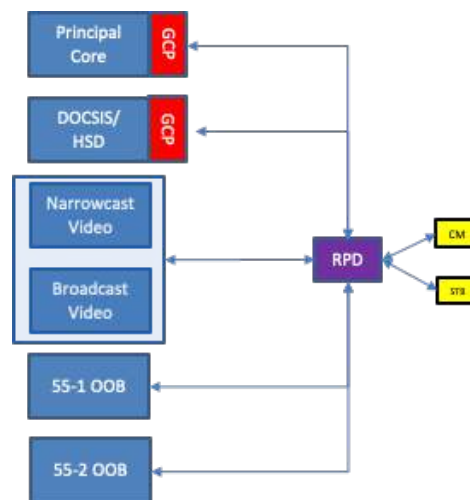 Principal
Core
GCP
DOCSIS/
HSD
GCP
Narrowcast
Video
Broadcast
Video
RPD
CM
STB
55-1 OOB
55-2 OOB